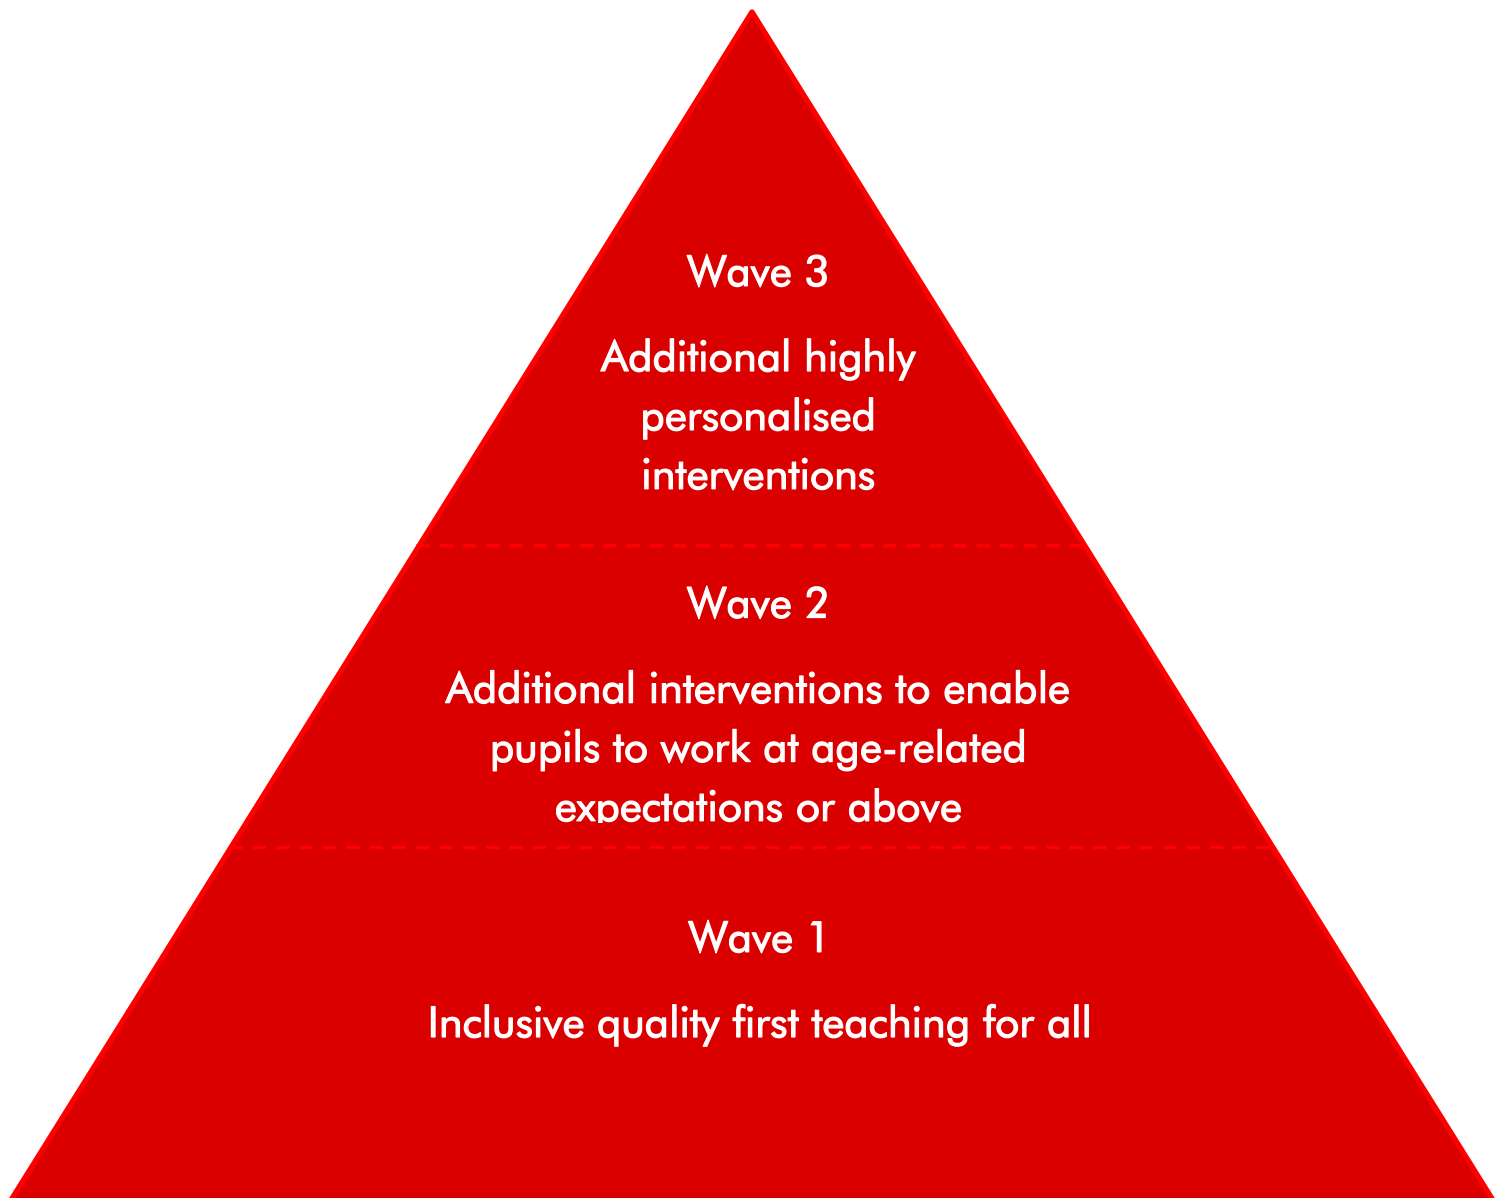 Wave 3
Additional highly
personalised
interventions
Wave 2
Additional interventions to enable
pupils to work at age-related
expectations or above
Wave 1
Inclusive quality first teaching for all